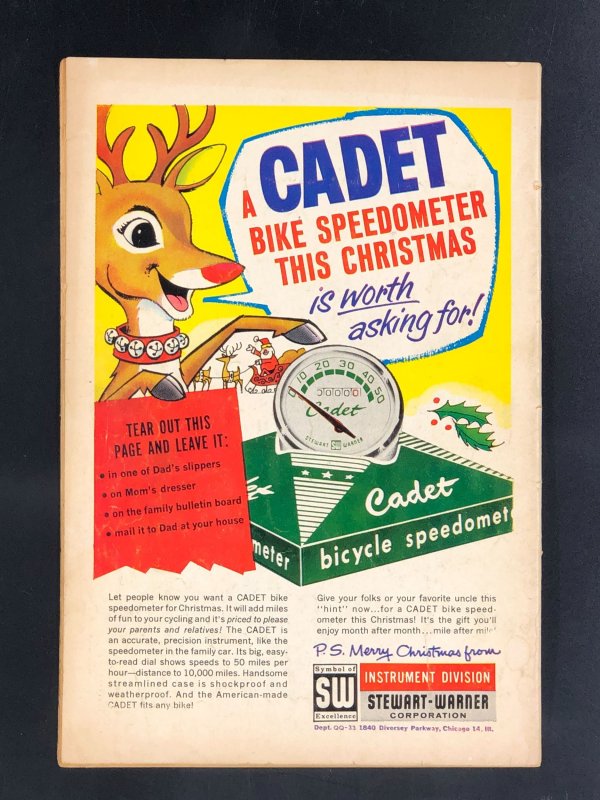 A CADET
BIKE SPEEDOMETER
THIS CHRISTMAS
is worth
asking for!
TEAR OUT THIS
PAGE AND LEAVE IT:
• in one of Dad's slippers
• on Mom's dresser
• on the family bulletin board
• mail it to Dad at your house
0 10 20 30 40 50
00000
Cadet
STEWART SW WARNER
Cadet
meter
bicycle speedomet
Let people know you want a CADET bike
speedometer for Christmas. It will add miles
of fun to your cycling and it's priced to please
your parents and relatives! The CADET is
an accurate, precision instrument, like the
speedometer in the family car. Its big, easy-
to-read dial shows speeds to 50 miles per
hour—distance to 10,000 miles. Handsome
streamlined case is shockproof and
weatherproof. And the American-made
CADET fits any bike!
Give your folks or your favorite uncle this
"hint" now...for a CADET bike speed-
ometer this Christmas! It's the gift you'll
enjoy month after month...mile after mile
P.S. Merry Christmas from
Symbol of
SW
Excellence
INSTRUMENT DIVISION
STEWART-WARNER
CORPORATION
Dept. QQ-33 1840 Diversey Parkway, Chicago 14, Ill.